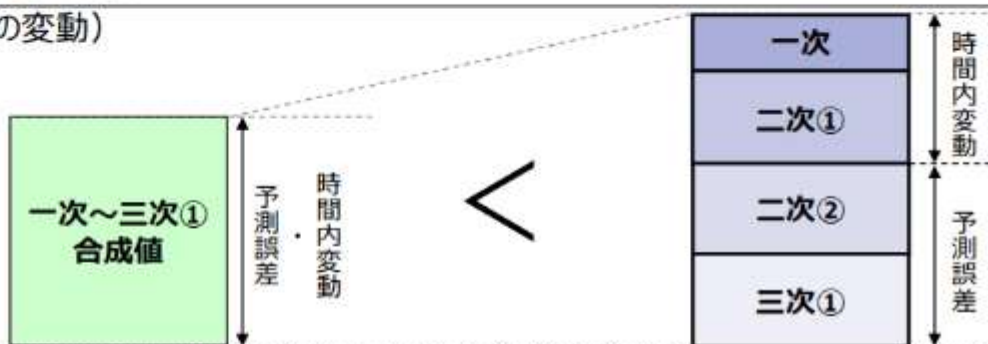 の変動）
一次～三次①
合成値
予測誤差
・
時間内変動
＜
一次
二次①
二次②
三次①
時間内変動
予測誤差